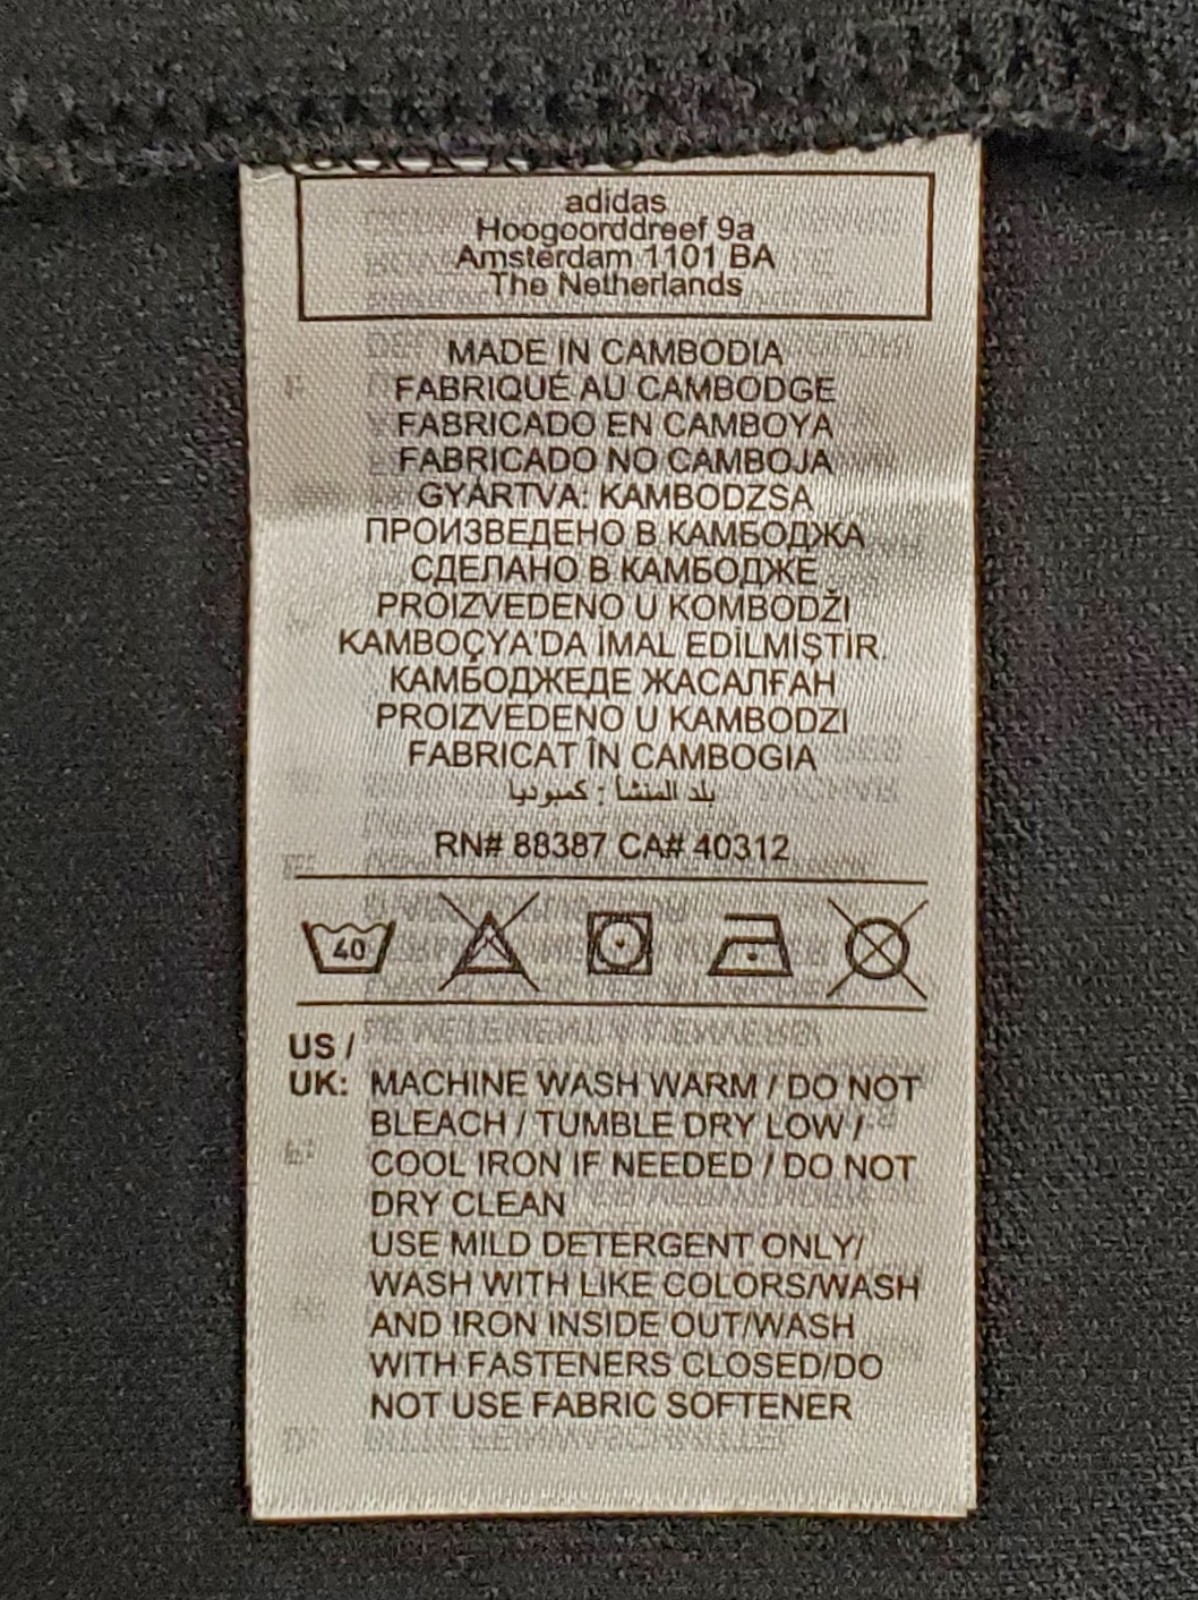 adidas
Hoogoorddreef 9a
Amsterdam 1101 BA
The Netherlands
MADE IN CAMBODIA
FABRIQUÉ AU CAMBODGE
FABRICADO EN CAMBOYA
FABRICADO NO CAMBOJA
GYÁRTVA: KAMBODZSA
ПРОИЗВЕДЕНО В КАМБОДЖА
СДЕЛАНО В КАМБОДЖЕ
PROIZVEDENO U KOMBODŽI
KAMBOÇYA'DA İMAL EDİLMİŞTİR.
КАМБОДЖЕДЕ ЖАСАЛҒАН
PROIZVEDENO U KAMBODZI
FABRICAT ÎN CAMBOGIA
بلد المنشأ : كمبوديا
RN# 88387 CA# 40312
40
US /
UK: MACHINE WASH WARM / DO NOT
BLEACH / TUMBLE DRY LOW /
COOL IRON IF NEEDED / DO NOT
DRY CLEAN
USE MILD DETERGENT ONLY/
WASH WITH LIKE COLORS/WASH
AND IRON INSIDE OUT/WASH
WITH FASTENERS CLOSED/DO
NOT USE FABRIC SOFTENER